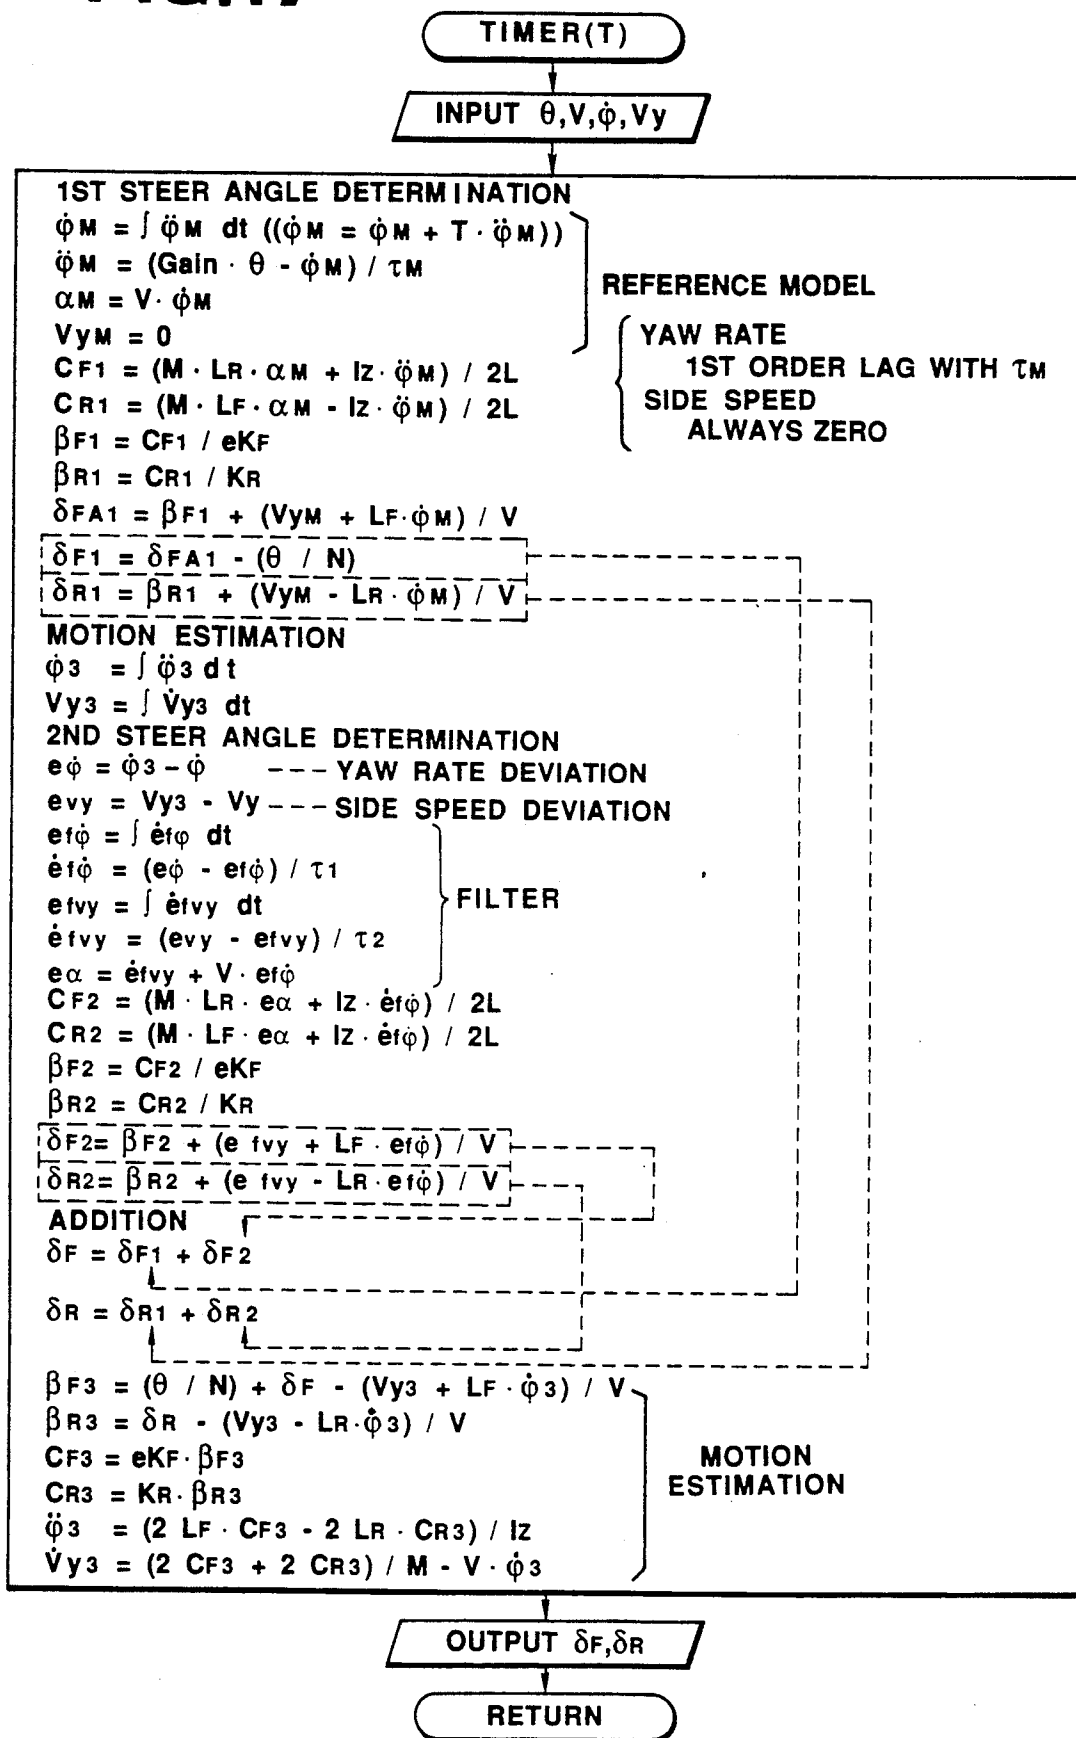 TIMER(T)
INPUT θ,V,φ̇,Vy
1ST STEER ANGLE DETERMINATION
φ̇M = ∫ φ̈M dt ((φ̇M = φ̇M + T · φ̈M))
φ̈M = (Gain · θ - φ̇M) / τM
REFERENCE MODEL
αM = V · φ̇M
VyM = 0
YAW RATE
1ST ORDER LAG WITH τM
SIDE SPEED
ALWAYS ZERO
CF1 = (M · LR · αM + Iz · φ̈M) / 2L
CR1 = (M · LF · αM - Iz · φ̈M) / 2L
βF1 = CF1 / eKF
βR1 = CR1 / KR
δFA1 = βF1 + (VyM + LF·φ̇M) / V
δF1 = δFA1 - (θ / N)
δR1 = βR1 + (VyM - LR · φ̇M) / V
MOTION ESTIMATION
φ̇3 = ∫ φ̈3 dt
Vy3 = ∫ V̇y3 dt
2ND STEER ANGLE DETERMINATION
eφ̇ = φ̇3 - φ̇ --- YAW RATE DEVIATION
evy = Vy3 - Vy --- SIDE SPEED DEVIATION
efφ̇ = ∫ ėfφ dt
ėfφ̇ = (eφ̇ - efφ̇) / τ1
efvy = ∫ ėfvy dt
FILTER
ėfvy = (evy - efvy) / τ2
eα = ėfvy + V · efφ̇
CF2 = (M · LR · eα + Iz · ėfφ̇) / 2L
CR2 = (M · LF · eα + Iz · ėfφ̇) / 2L
βF2 = CF2 / eKF
βR2 = CR2 / KR
δF2= βF2 + (e fvy + LF · efφ̇) / V
δR2= βR2 + (e fvy - LR · efφ̇) / V
ADDITION
δF = δF1 + δF2
δR = δR1 + δR2
βF3 = (θ / N) + δF - (Vy3 + LF · φ̇3) / V
βR3 = δR - (Vy3 - LR·φ̇3) / V
CF3 = eKF· βF3
CR3 = KR· βR3
MOTION
ESTIMATION
φ̈3 = (2 LF · CF3 - 2 LR · CR3) / Iz
V̇y3 = (2 CF3 + 2 CR3) / M - V · φ̇3
OUTPUT δF,δR
RETURN